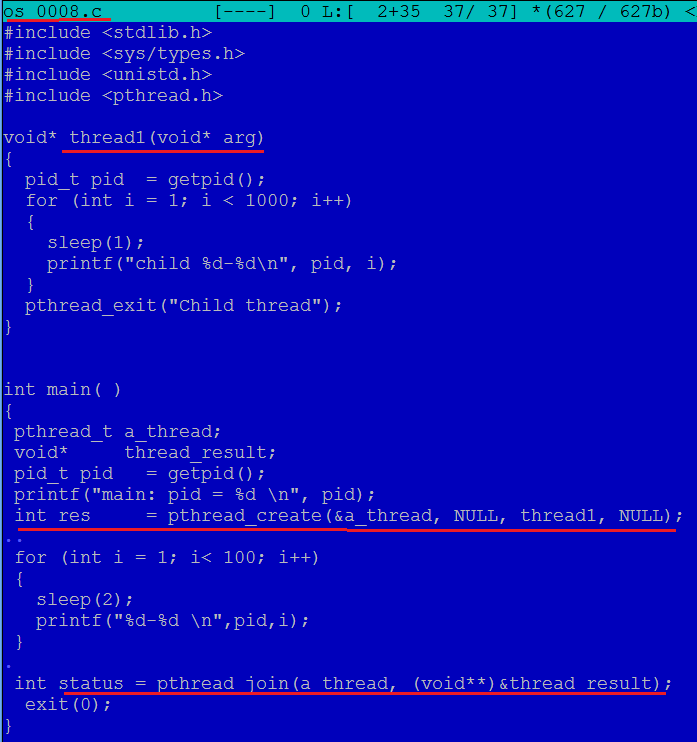 os_0008.c          [----]  0 L:[  2+35  37/ 37] *(627 / 627b) <
#include <stdlib.h>
#include <sys/types.h>
#include <unistd.h>
#include <pthread.h>

void* thread1(void* arg)
{
  pid_t pid  = getpid();
  for (int i = 1; i < 1000; i++)
  {
    sleep(1);
    printf("child %d-%d\n", pid, i);
  }
  pthread_exit("Child thread");
}


int main( )
{
 pthread_t a_thread;
 void*     thread_result;
 pid_t pid   = getpid();
 printf("main: pid = %d \n", pid);
 int res     = pthread_create(&a_thread, NULL, thread1, NULL);
..
 for (int i = 1; i< 100; i++)
 {
   sleep(2);
   printf("%d-%d \n",pid,i);
 }
.
 int status = pthread_join(a_thread, (void**)&thread_result);
  exit(0);
}